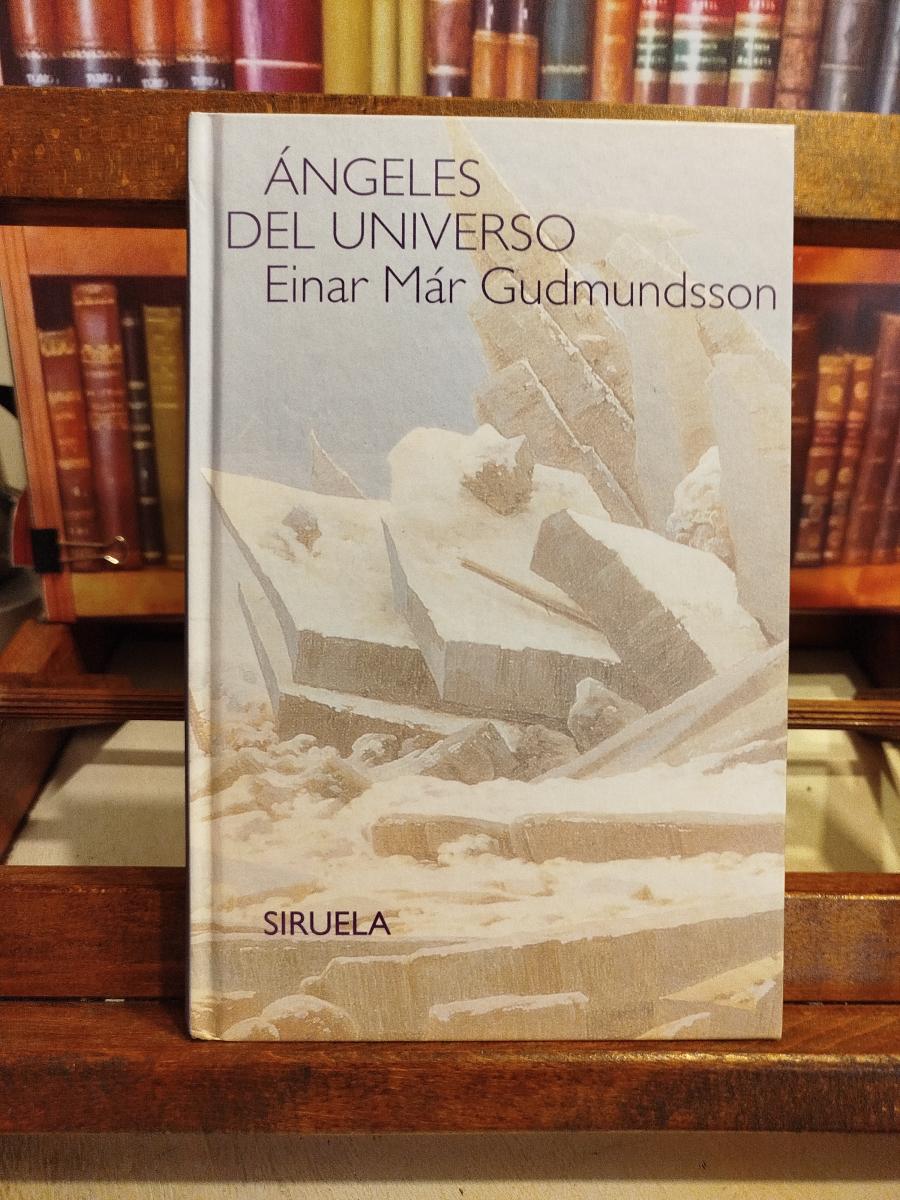 ÁNGELES
DEL UNIVERSO
Einar Már Gudmundsson
SIRUELA